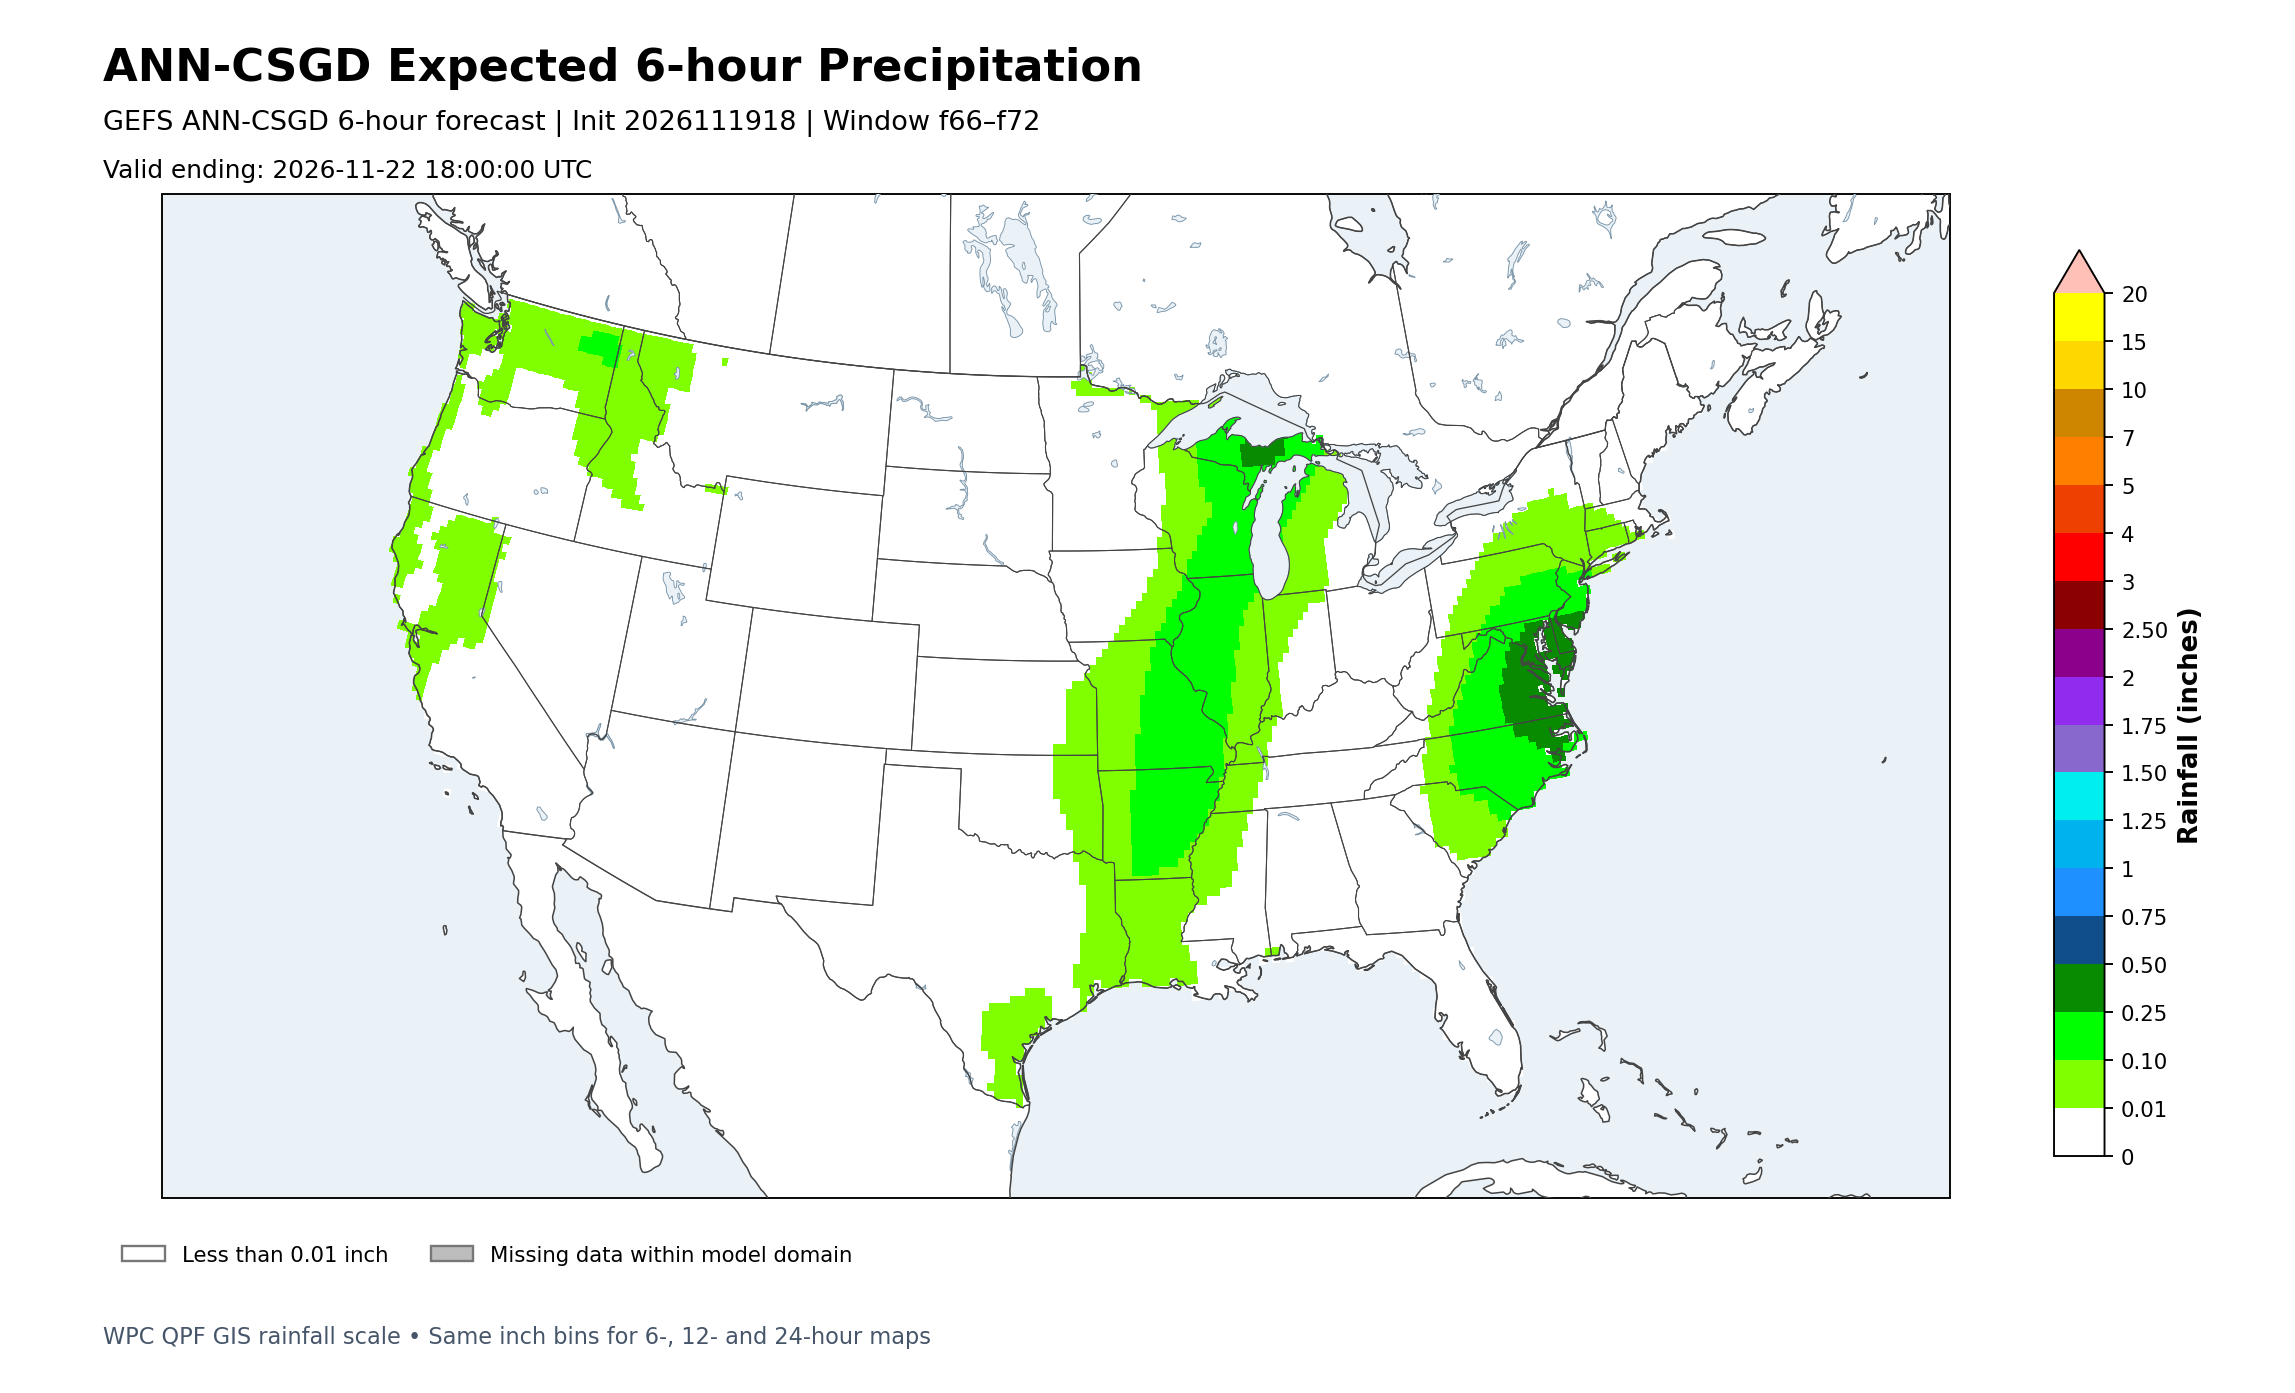 ANN-CSGD Expected 6-hour Precipitation
GEFS ANN-CSGD 6-hour forecast | Init 2026111918 | Window f66–f72
Valid ending: 2026-11-22 18:00:00 UTC
20
15
10
7
5
4
3
2.50
2
1.75
1.50
1.25
1
0.75
0.50
0.25
0.10
0.01
0
Rainfall (inches)
Less than 0.01 inch
Missing data within model domain
WPC QPF GIS rainfall scale • Same inch bins for 6-, 12- and 24-hour maps